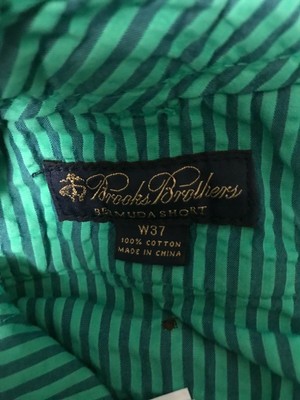 Brooks Brothers
BERMUDA SHORT
W37
100% COTTON
MADE IN CHINA